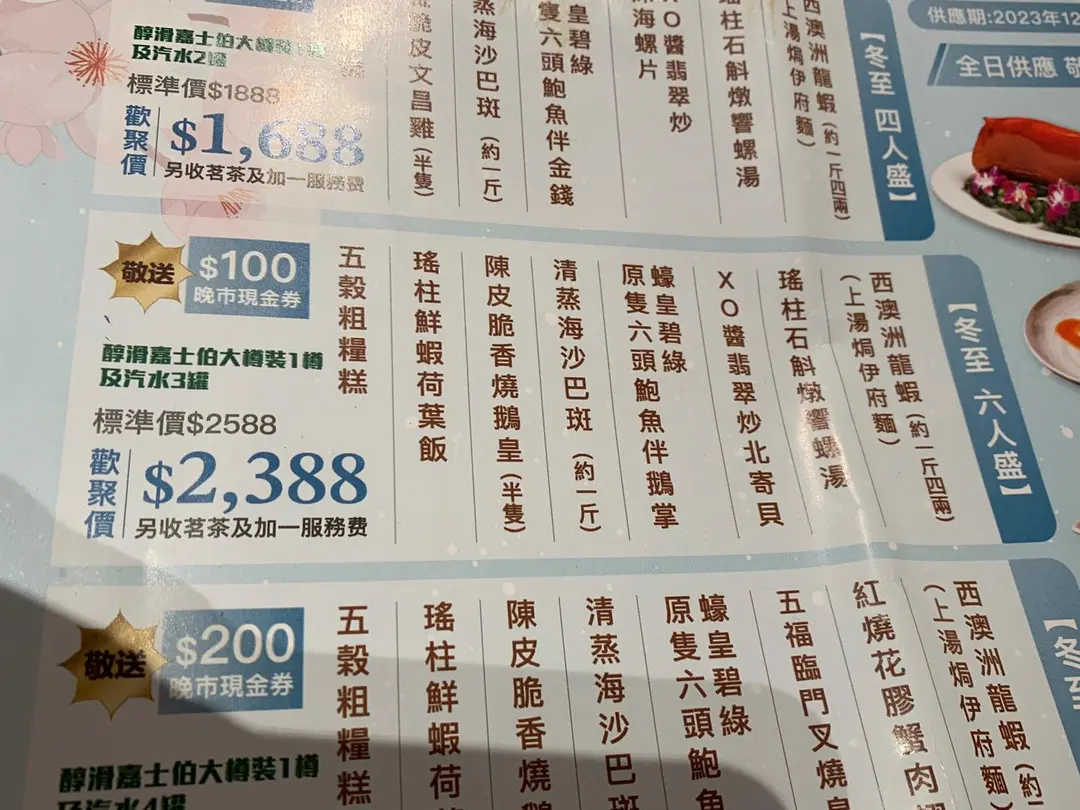 供應期:2023年12
全日供應 敬
【冬至 四人盛】
西澳洲龍蝦(約一斤四兩)
(上湯焗伊府麵)
瑤柱石斛燉響螺湯
XO醬翡翠炒
海螺片
蠔皇碧綠
原隻六頭鮑魚伴金錢
清蒸海沙巴斑(約一斤)
脆皮文昌雞(半隻)
醇滑嘉士伯大樽裝1樽
及汽水2罐
標準價$1888
歡聚價
$1,688
另收茗茶及加一服務費
【冬至 六人盛】
西澳洲龍蝦(約一斤四兩)
(上湯焗伊府麵)
瑤柱石斛燉響螺湯
XO醬翡翠炒北寄貝
蠔皇碧綠
原隻六頭鮑魚伴鵝掌
清蒸海沙巴斑(約一斤)
陳皮脆香燒鵝皇(半隻)
瑤柱鮮蝦荷葉飯
五穀粗糧糕
敬送
$100
晚市現金券
醇滑嘉士伯大樽裝1樽
及汽水3罐
標準價$2588
歡聚價
$2,388
另收茗茶及加一服務費
【冬至
西澳洲龍蝦(約
(上湯焗伊府麵
紅燒花膠蟹肉
五福臨門叉燒
蠔皇碧綠
原隻六頭鮑魚
清蒸海沙巴斑
陳皮脆香燒鵝
瑤柱鮮蝦荷
五穀粗糧糕
敬送
$200
晚市現金券
醇滑嘉士伯大樽裝1樽
及汽水4罐